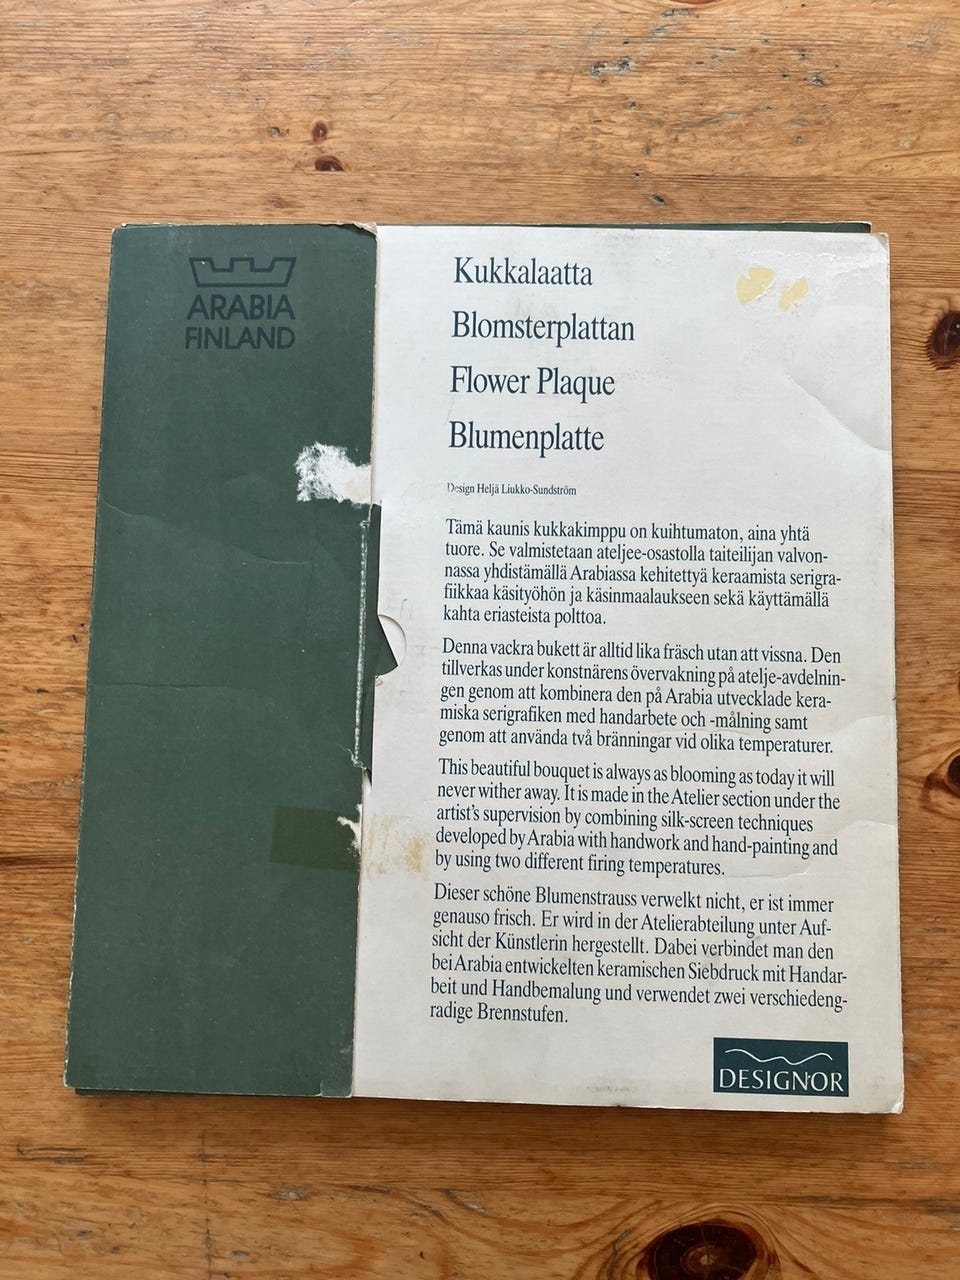 ARABIA
FINLAND
Kukkalaatta
Blomsterplattan
Flower Plaque
Blumenplatte
Design Heljä Liukko-Sundström
Tämä kaunis kukkakimppu on kuihtumaton, aina yhtä
tuore. Se valmistetaan ateljee-osastolla taiteilijan valvon-
nassa yhdistämällä Arabiassa kehitettyä keraamista serigra-
fiikkaa käsityöhön ja käsinmaalaukseen sekä käyttämällä
kahta eriasteista polttoa.
Denna vackra bukett är alltid lika fräsch utan att vissna. Den
tillverkas under konstnärens övervakning på atelje-avdelnin-
gen genom att kombinera den på Arabia utvecklade kera-
miska serigrafiken med handarbete och -målning samt
genom att använda två bränningar vid olika temperaturer.
This beautiful bouquet is always as blooming as today it will
never wither away. It is made in the Atelier section under the
artist's supervision by combining silk-screen techniques
developed by Arabia with handwork and hand-painting and
by using two different firing temperatures.
Dieser schöne Blumenstrauss verwelkt nicht, er ist immer
genauso frisch. Er wird in der Atelierabteilung unter Auf-
sicht der Künstlerin hergestellt. Dabei verbindet man den
bei Arabia entwickelten keramischen Siebdruck mit Handar-
beit und Handbemalung und verwendet zwei verschiedeng-
radige Brennstufen.
DESIGNOR